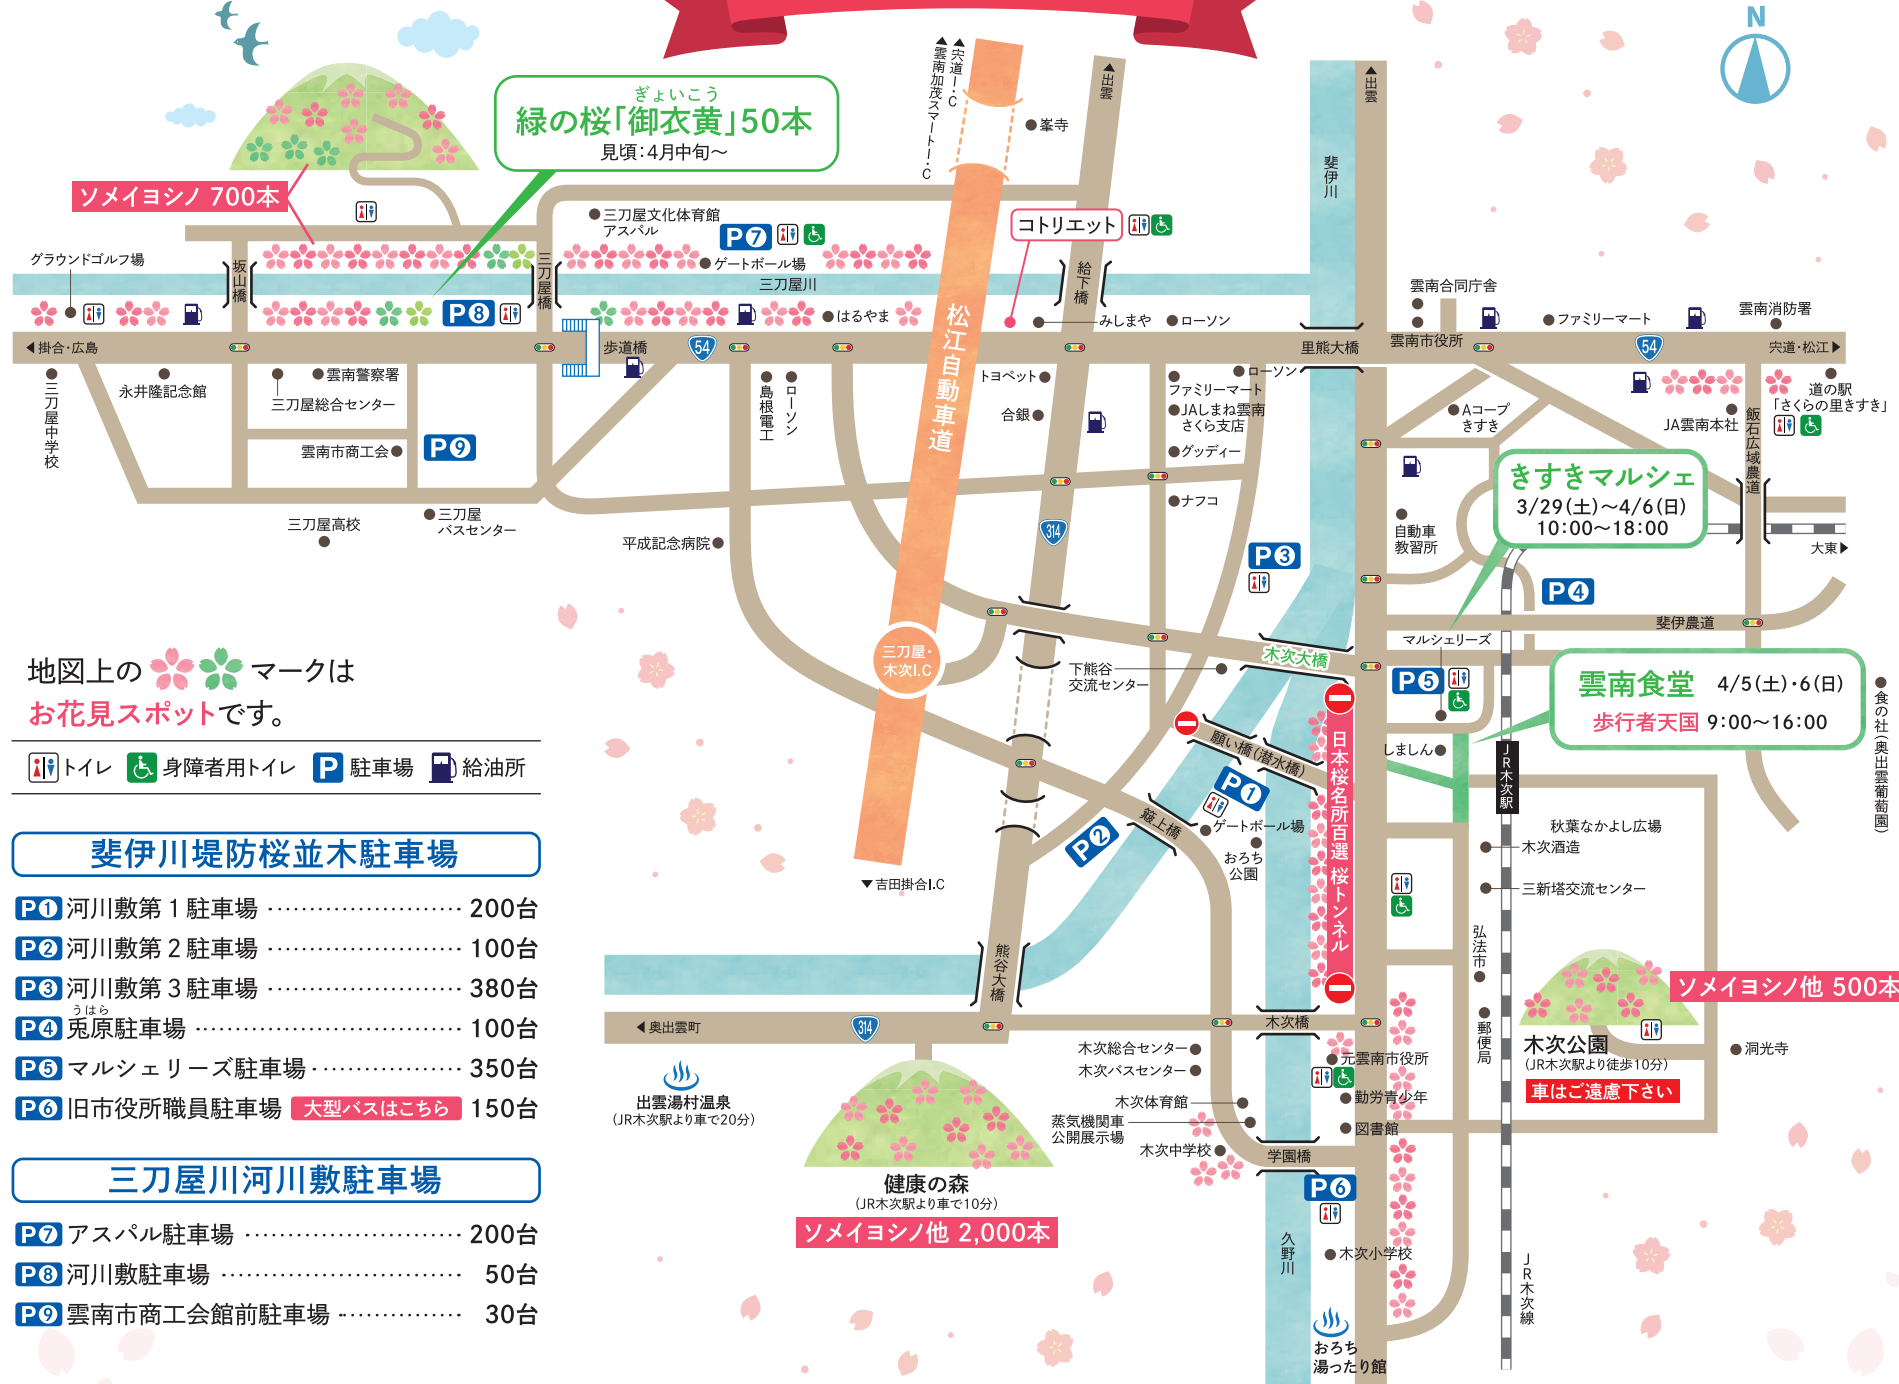 N
▲宍道I・C
▲雲南加茂スマートI・C
▲出雲
▲出雲
峯寺
斐伊川
ぎょいこう
緑の桜「御衣黄」50本
見頃:4月中旬〜
ソメイヨシノ 700本
三刀屋文化体育館
アスパル
P7
コトリエット
グラウンドゴルフ場
坂山橋
三刀屋橋
ゲートボール場
三刀屋川
給下橋
P8
はるやま
みしまや
ローソン
雲南合同庁舎
雲南市役所
ファミリーマート
雲南消防署
◀掛合・広島
歩道橋
54
里熊大橋
54
宍道・松江▶
松江自動車道
三刀屋中学校
永井隆記念館
雲南警察署
三刀屋総合センター
雲南市商工会
P9
島根電工
ローソン
トヨペット
合銀
ローソン
ファミリーマート
JAしまね雲南
さくら支店
グッディー
ナフコ
Aコープ
きすき
JA雲南本社
飯石広域農道
道の駅
「さくらの里きすき」
三刀屋高校
三刀屋
バスセンター
平成記念病院
314
自動車
教習所
きすきマルシェ
3/29(土)〜4/6(日)
10:00〜18:00
大東▶
P3
P4
斐伊農道
マルシェリーズ
三刀屋・
木次I.C
木次大橋
下熊谷
交流センター
P5
雲南食堂 4/5(土)・6(日)
歩行者天国 9:00〜16:00
食の杜(奥出雲葡萄園)
願い橋(潜水橋)
日本桜名所百選 桜トンネル
しましん
JR木次駅
P1
P2
簸上橋
ゲートボール場
おろち
公園
秋葉なかよし広場
木次酒造
三新塔交流センター
▼吉田掛合I.C
熊谷大橋
弘法市
郵便局
ソメイヨシノ他 500本
木次公園
(JR木次駅より徒歩10分)
車はご遠慮下さい
洞光寺
◀奥出雲町
314
木次橋
木次総合センター
木次バスセンター
元雲南市役所
出雲湯村温泉
(JR木次駅より車で20分)
木次体育館
蒸気機関車
公開展示場
木次中学校
勤労青少年
図書館
学園橋
健康の森
(JR木次駅より車で10分)
ソメイヨシノ他 2,000本
P6
久野川
木次小学校
JR木次線
おろち
湯ったり館
地図上の マークは
お花見スポットです。
トイレ 身障者用トイレ P 駐車場 給油所
斐伊川堤防桜並木駐車場
P1 河川敷第1駐車場 200台
P2 河川敷第2駐車場 100台
P3 河川敷第3駐車場 380台
うはら
P4 兎原駐車場 100台
P5 マルシェリーズ駐車場 350台
P6 旧市役所職員駐車場 大型バスはこちら 150台
三刀屋川河川敷駐車場
P7 アスパル駐車場 200台
P8 河川敷駐車場 50台
P9 雲南市商工会館前駐車場 30台